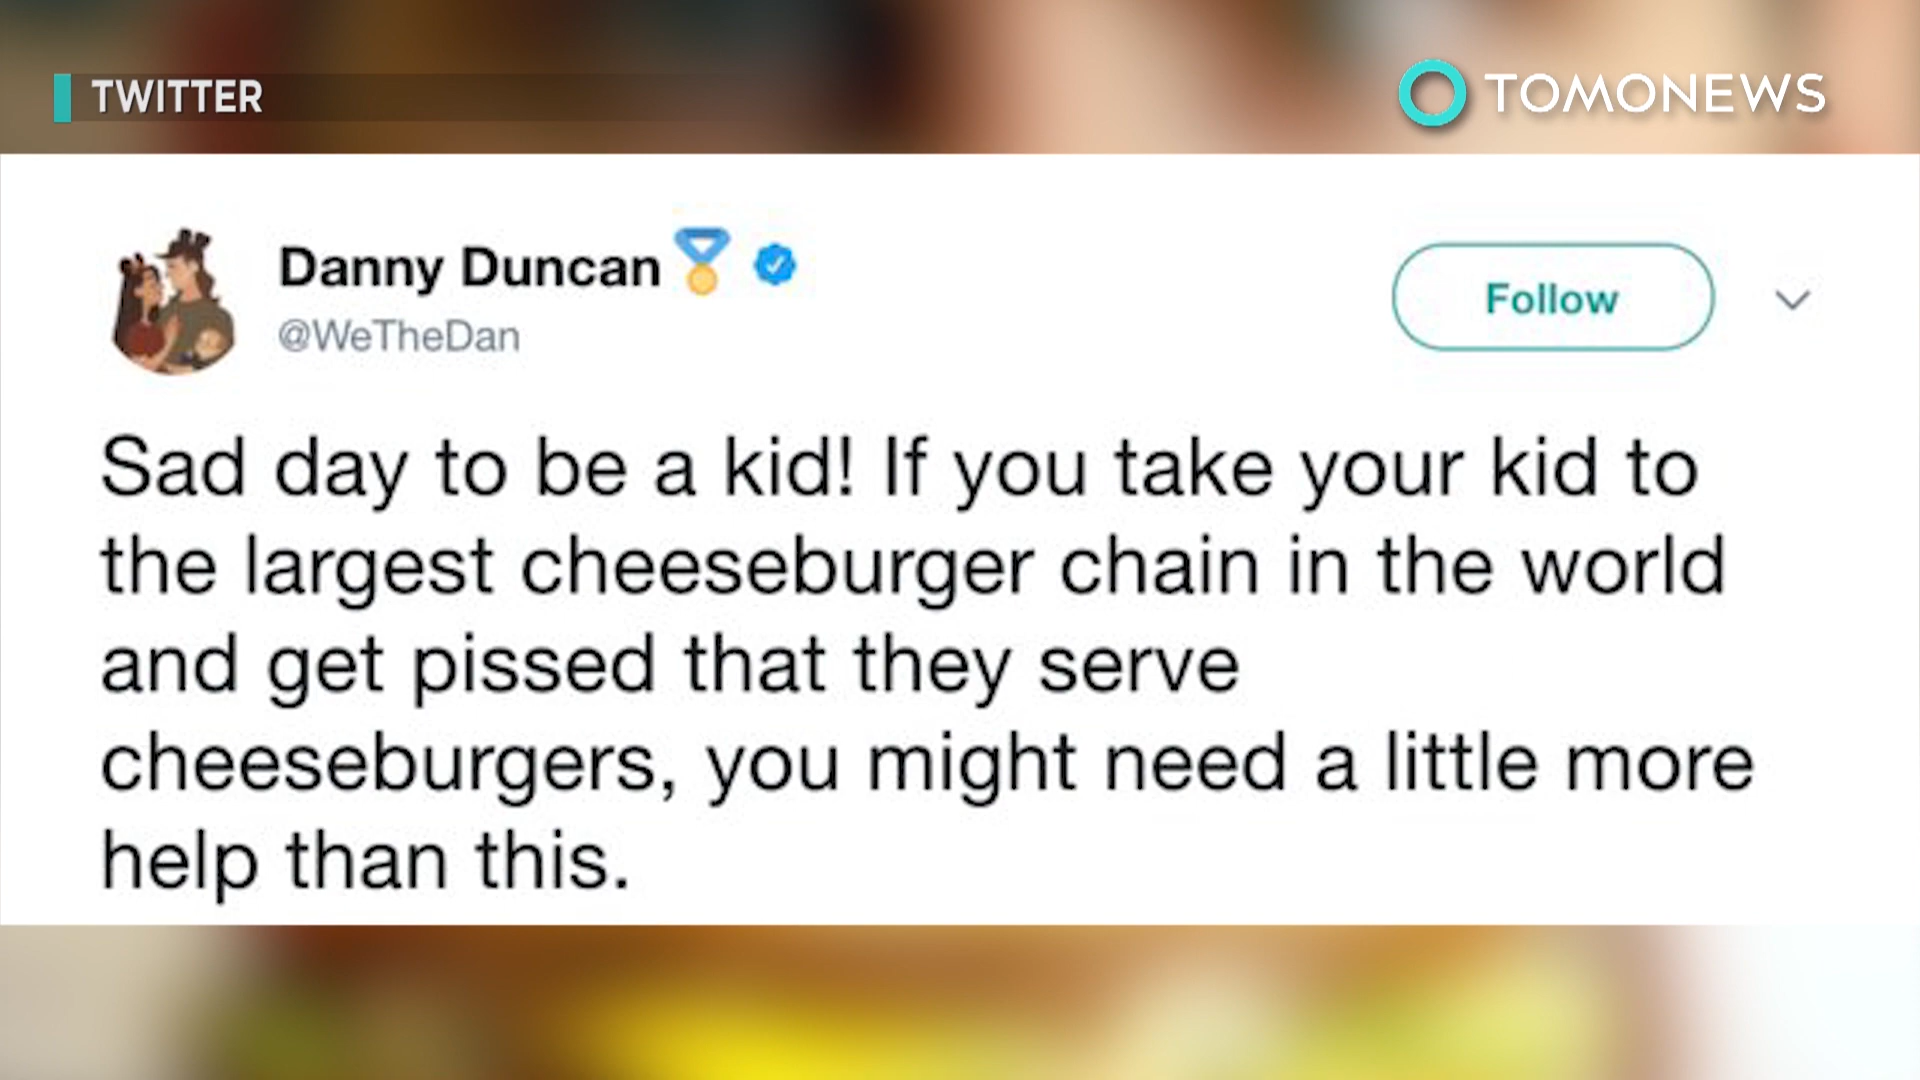 TWITTER
TOMONEWS
Danny Duncan
@WeTheDan
Follow
Sad day to be a kid! If you take your kid to
the largest cheeseburger chain in the world
and get pissed that they serve
cheeseburgers, you might need a little more
help than this.